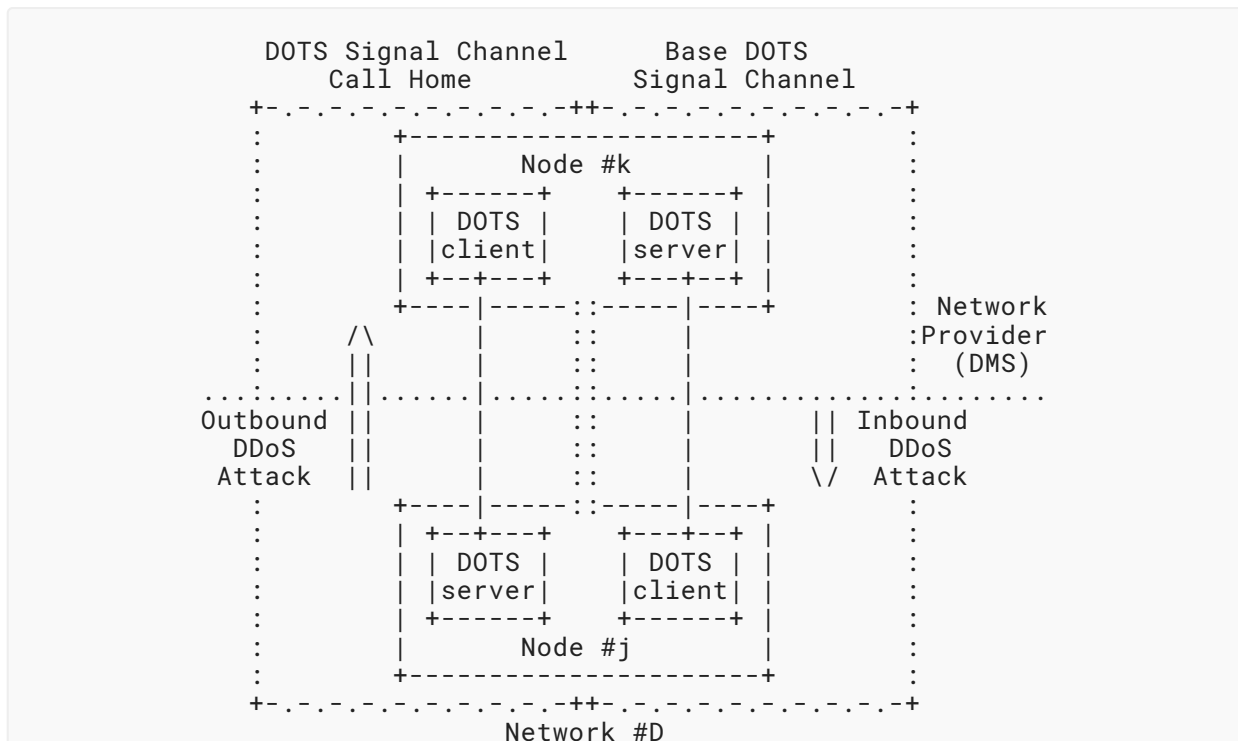 DOTS Signal Channel      Base DOTS
                    Call Home          Signal Channel
               +-.-.-.-.-.-.-.-.-.-++-.-.-.-.-.-.-.-.-.-+
               :        +----------------------+        :
               :        |       Node #k        |        :
               :        | +------+    +------+ |        :
               :        | | DOTS |    | DOTS | |        :
               :        | |client|    |server| |        :
               :        | +--+---+    +---+--+ |        :
               :        +----|-----::-----|----+        : Network
               :     /\      |     ::     |             :Provider
               :     ||      |     ::     |             :  (DMS)
            .........||......|.....::.....|......................
            Outbound ||      |     ::     |       || Inbound
              DDoS   ||      |     ::     |       ||   DDoS
             Attack  ||      |     ::     |       \/  Attack
               :        +----|-----::-----|----+        :
               :        | +--+---+    +---+--+ |        :
               :        | | DOTS |    | DOTS | |        :
               :        | |server|    |client| |        :
               :        | +------+    +------+ |        :
               :        |       Node #j        |        :
               :        +----------------------+        :
               +-.-.-.-.-.-.-.-.-.-++-.-.-.-.-.-.-.-.-.-+
                               Network #D